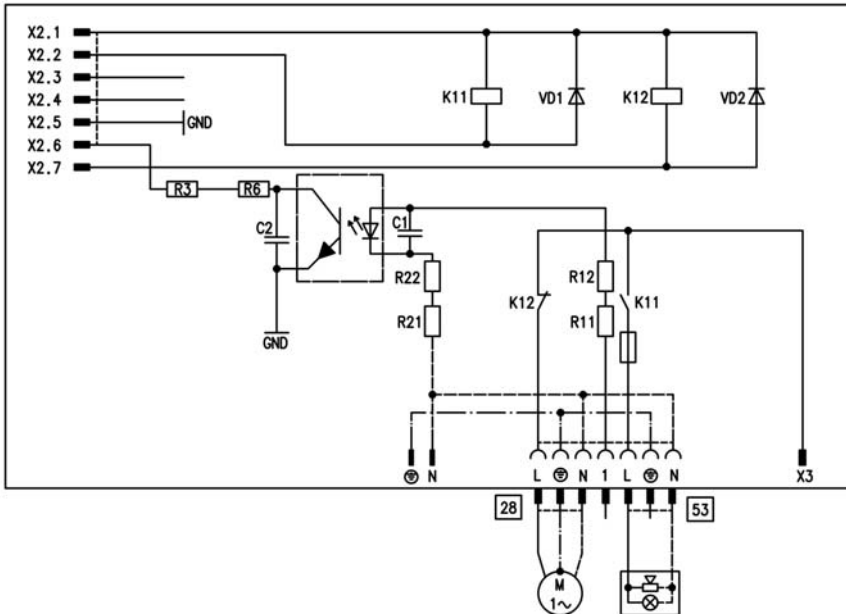 X2.1
X2.2
X2.3
X2.4
X2.5
GND
X2.6
X2.7
K11
VD1
K12
VD2
R3
R6
C2
C1
R22
R21
GND
K12
R12
R11
K11
N
L
N
1
L
N
X3
28
53
M
1~